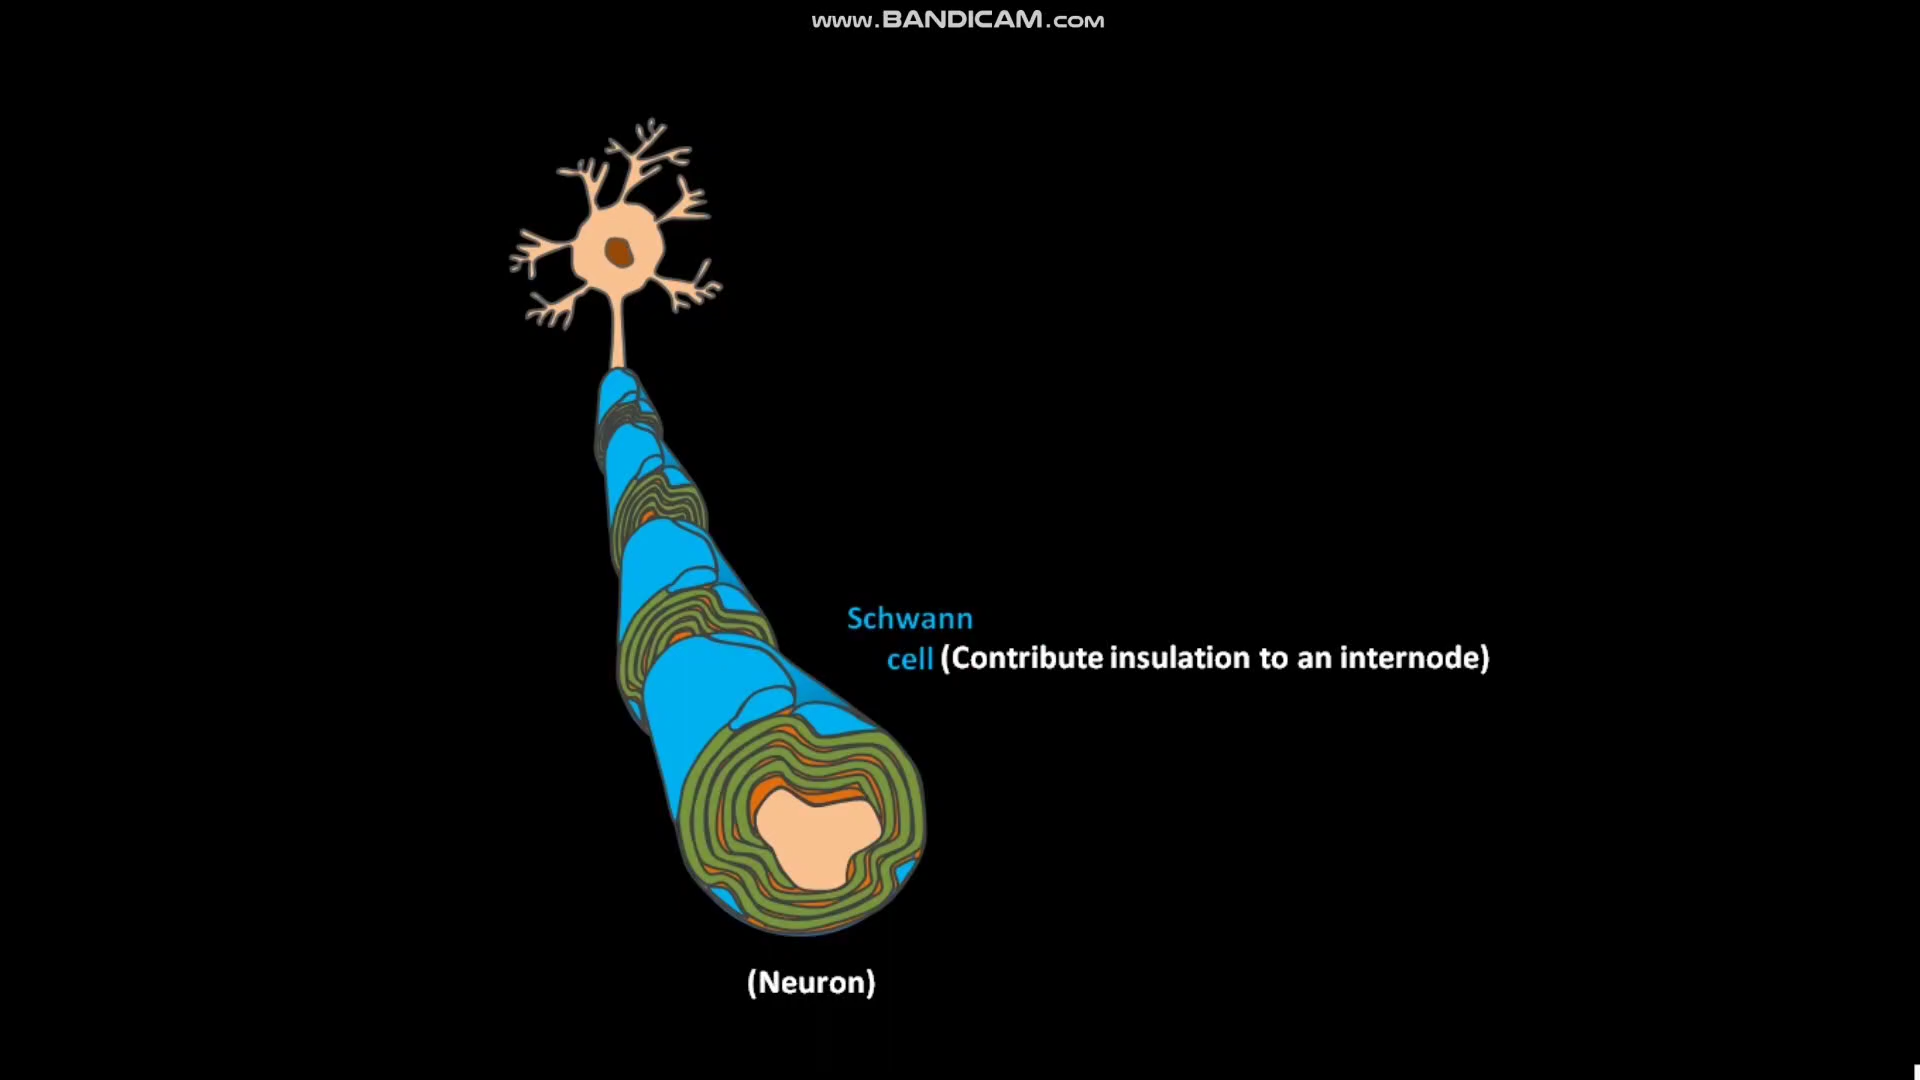 www.BANDICAM.com
Schwann
cell (Contribute insulation to an internode)
(Neuron)